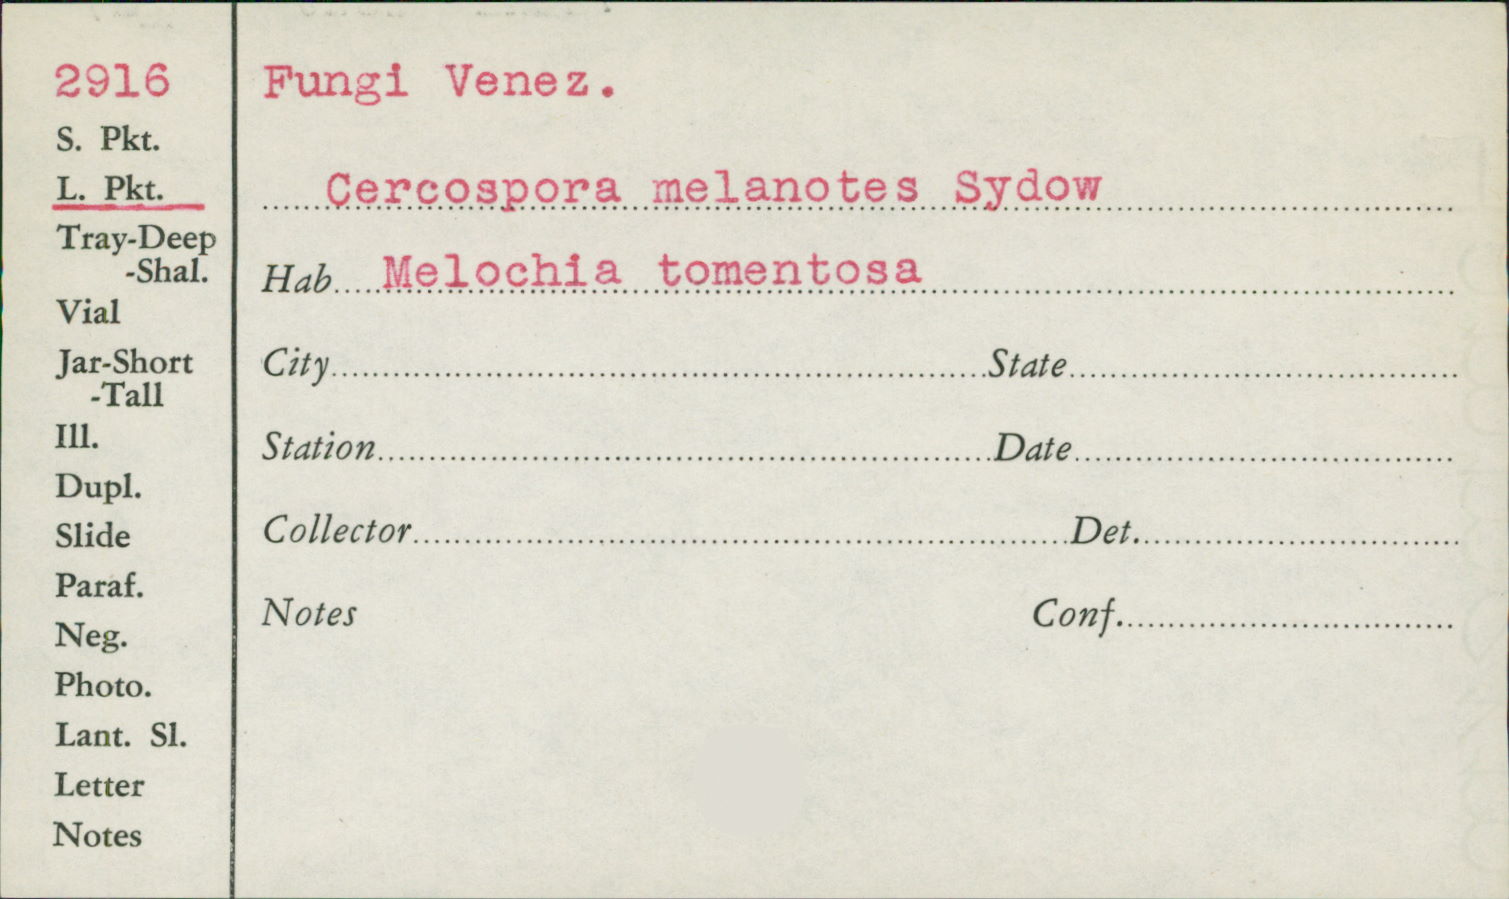 2916
S. Pkt.
L. Pkt.
Tray-Deep
-Shal.
Vial
Jar-Short
-Tall
Ill.
Dupl.
Slide
Paraf.
Neg.
Photo.
Lant. Sl.
Letter
Notes
Fungi Venez.
Cercospora melanotes Sydow
Hab. Melochia tomentosa
City State
Station Date
Collector Det.
Notes Conf.